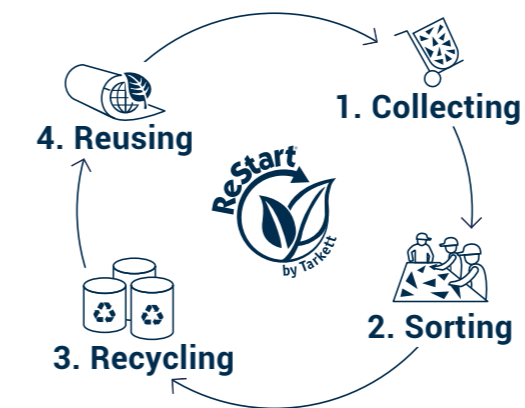 1. Collecting
2. Sorting
3. Recycling
4. Reusing
ReStart®
by Tarkett